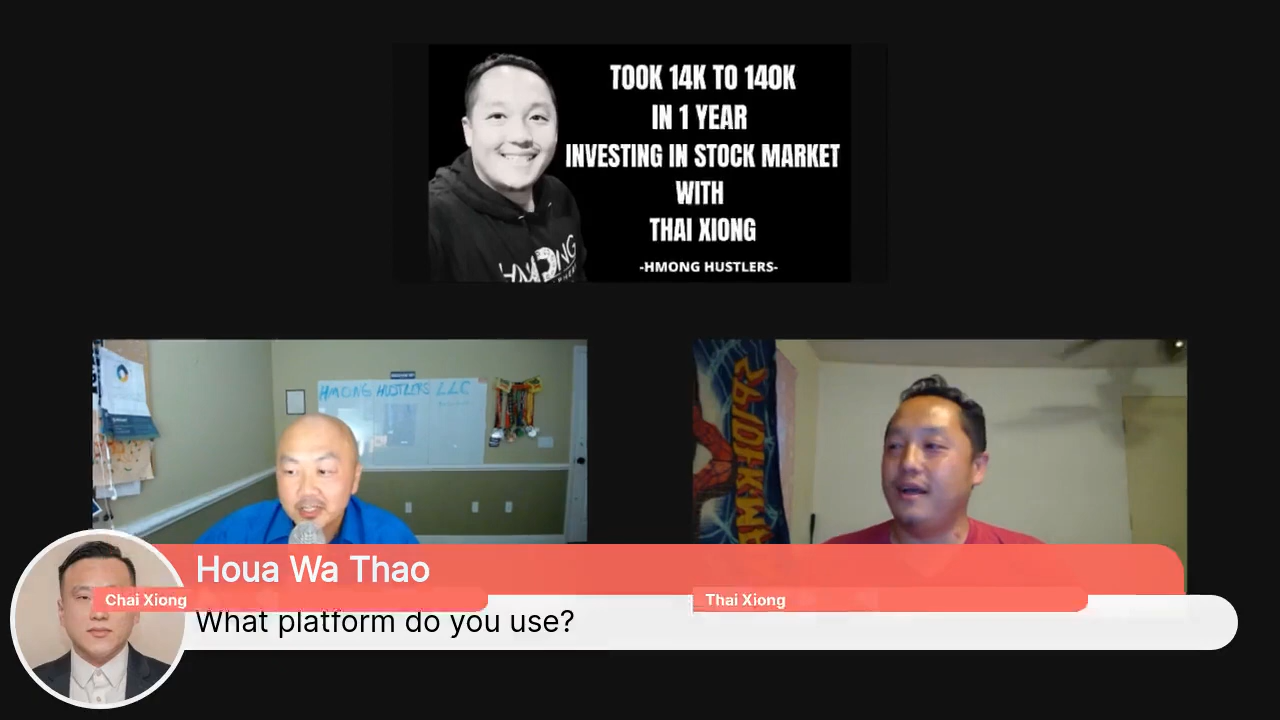 TOOK 14K TO 140K
IN 1 YEAR
INVESTING IN STOCK MARKET
WITH
THAI XIONG
-HMONG HUSTLERS-
HMONG HUSTLERS LLC
Houa Wa Thao
Chai Xiong
Thai Xiong
What platform do you use?